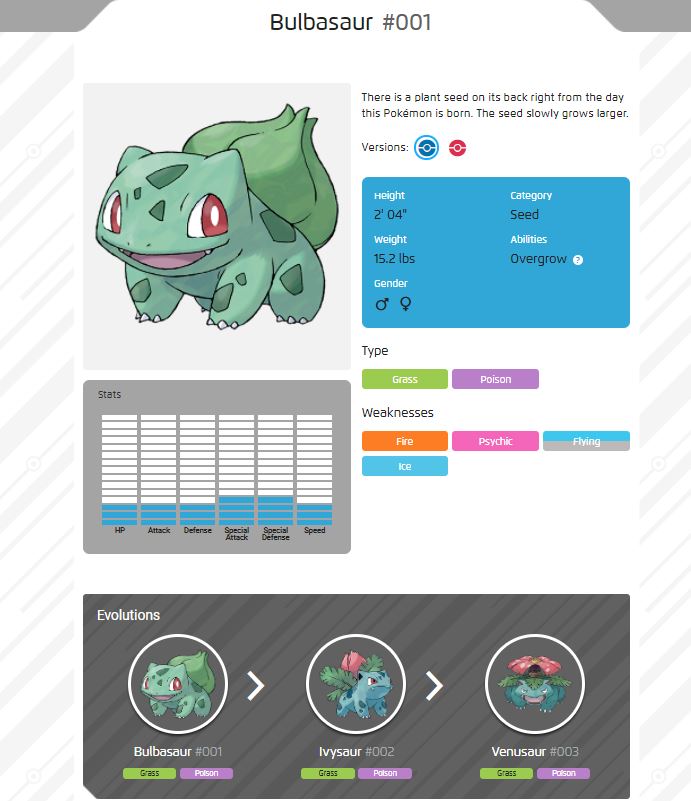 Bulbasaur #001
There is a plant seed on its back right from the day
this Pokémon is born. The seed slowly grows larger.
Versions:
Height
2' 04"
Category
Seed
Weight
15.2 lbs
Abilities
Overgrow ?
Gender
Type
Grass Poison
Weaknesses
Fire Psychic Flying
Ice
Stats
HP Attack Defense Special Attack Special Defense Speed
Evolutions
Bulbasaur #001
Grass Poison
Ivysaur #002
Grass Poison
Venusaur #003
Grass Poison